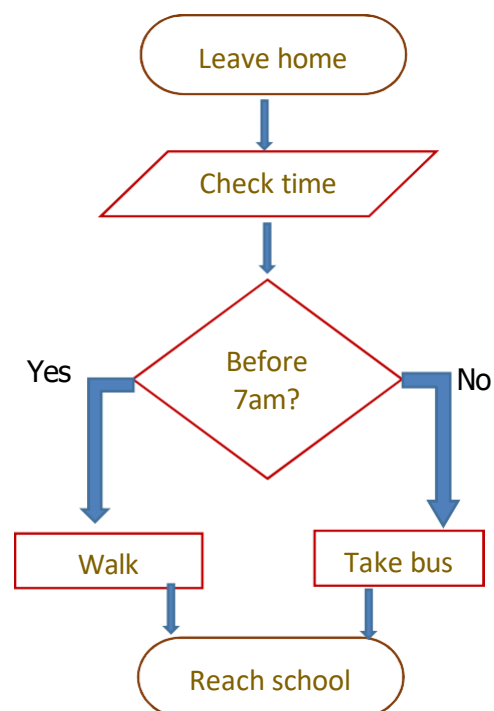 Leave home
Check time
Before
7am?
Yes
No
Walk
Take bus
Reach school